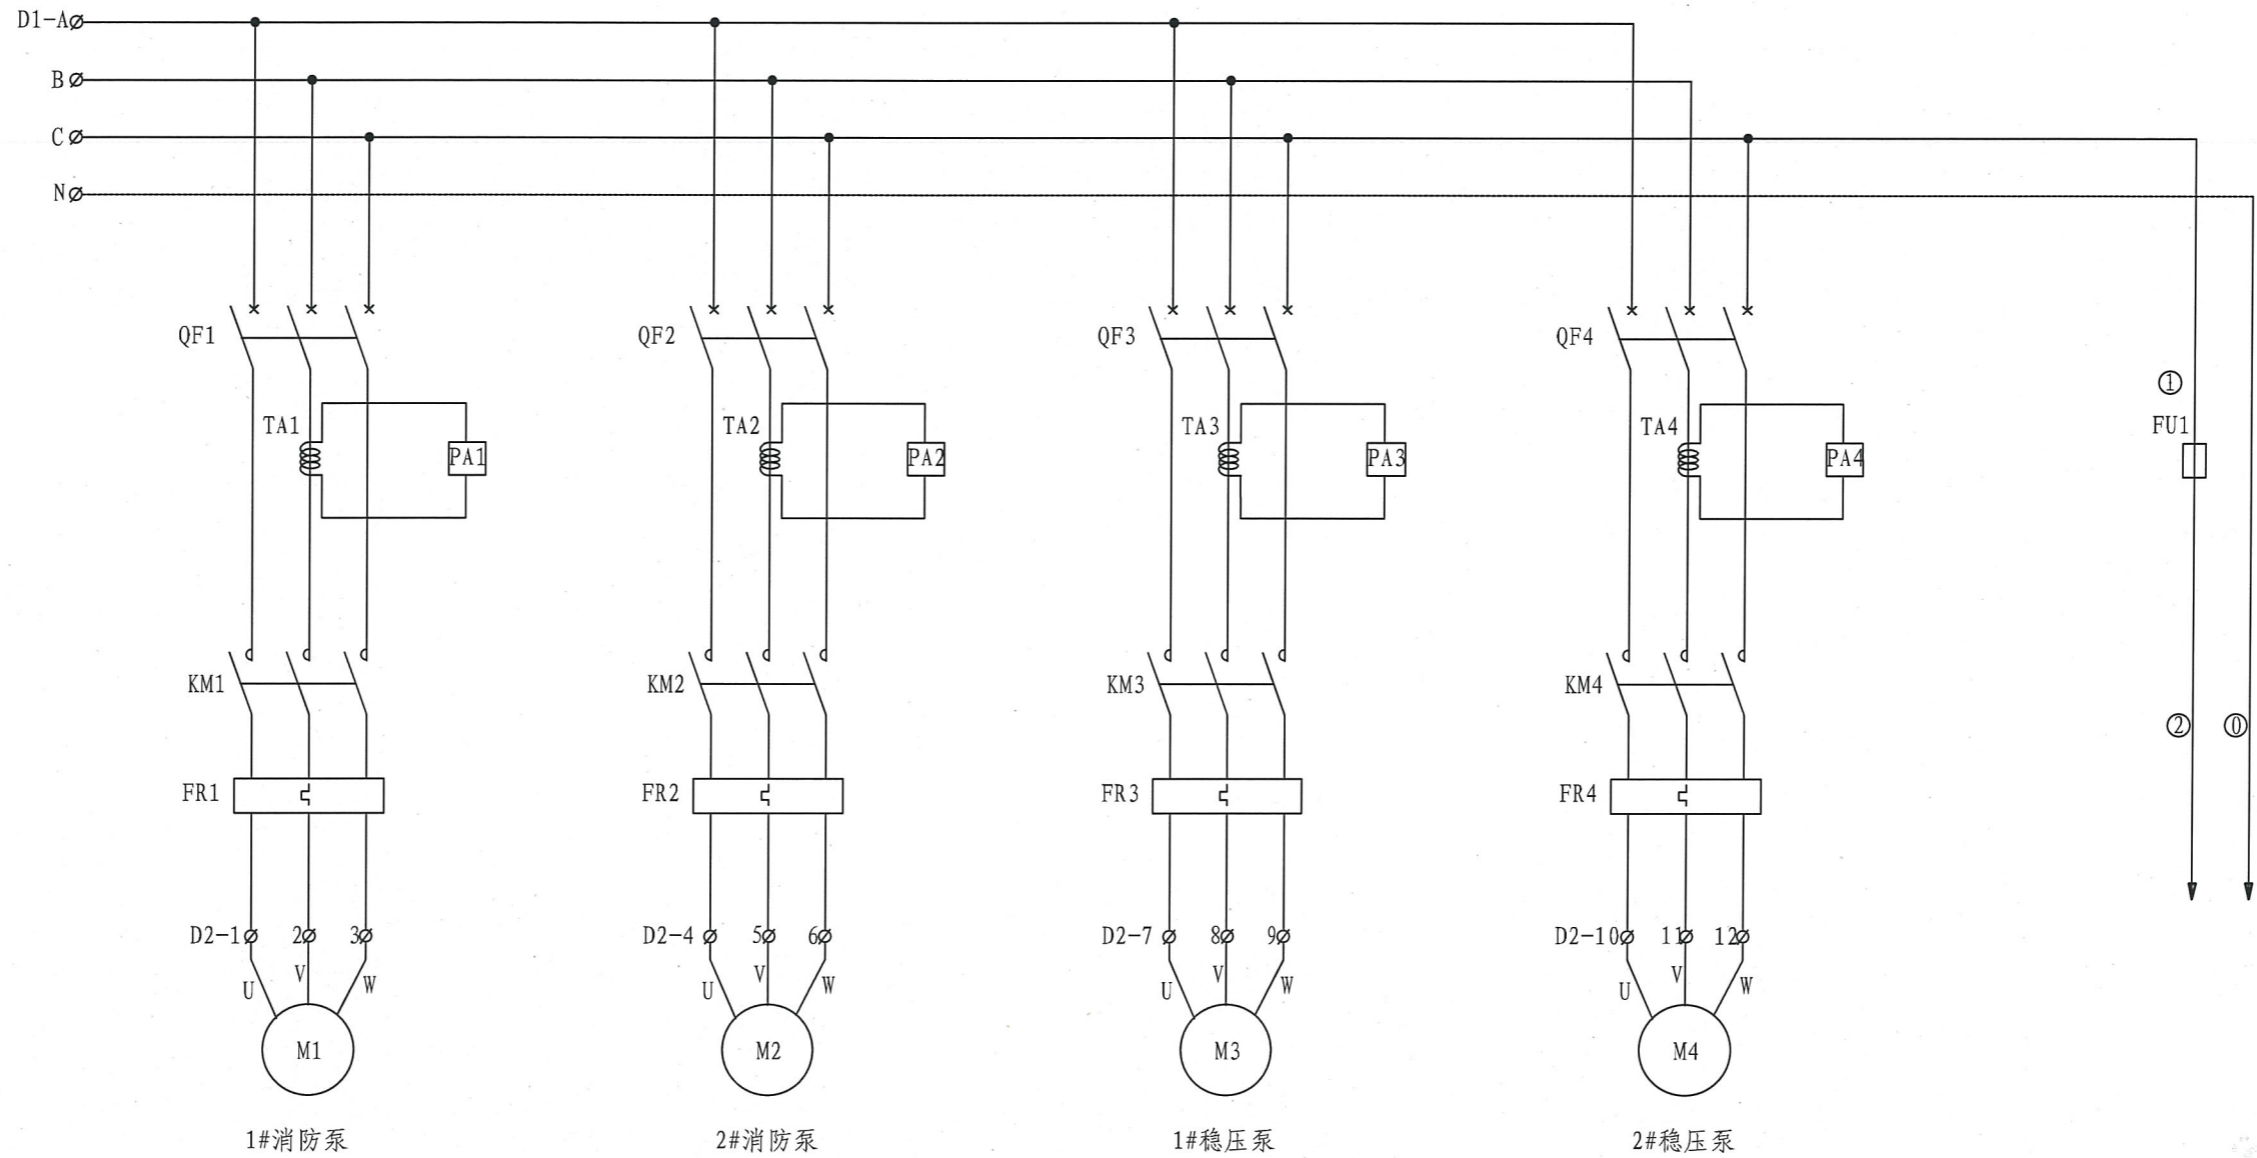 D1-A
B
C
N
QF1 QF2 QF3 QF4
①
TA1 TA2 TA3 TA4 FU1
PA1 PA2 PA3 PA4
KM1 KM2 KM3 KM4
② ⓪
FR1 FR2 FR3 FR4
D2-1 2 3 D2-4 5 6 D2-7 8 9 D2-10 11 12
U V W U V W U V W U V W
M1 M2 M3 M4
1#消防泵 2#消防泵 1#稳压泵 2#稳压泵